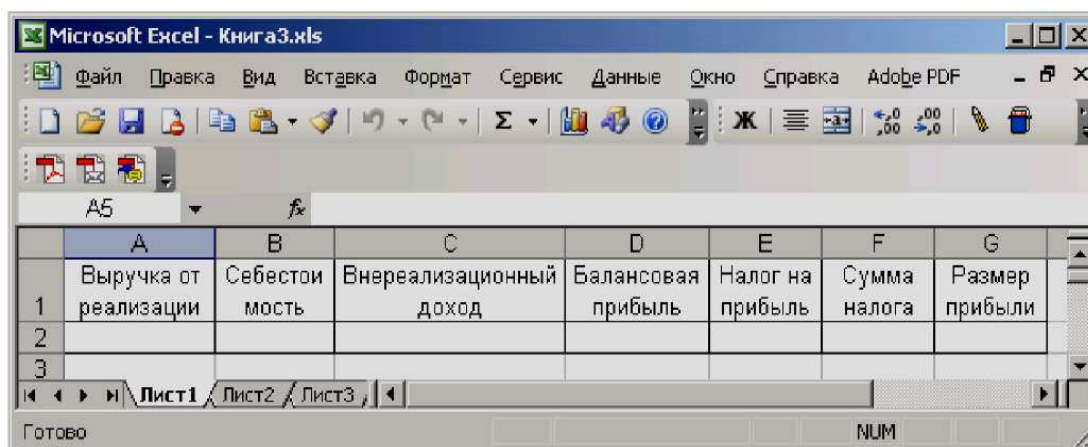 Microsoft Excel - Книга3.xls
Файл Правка Вид Вставка Формат Сервис Данные Окно Справка Adobe PDF
Ж
A5 fx
A B C D E F G
Выручка от Себестои Внереализационный Балансовая Налог на Сумма Размер
1 реализации мость доход прибыль прибыль налога прибыли
2
3
Лист1 Лист2 Лист3
Готово NUM